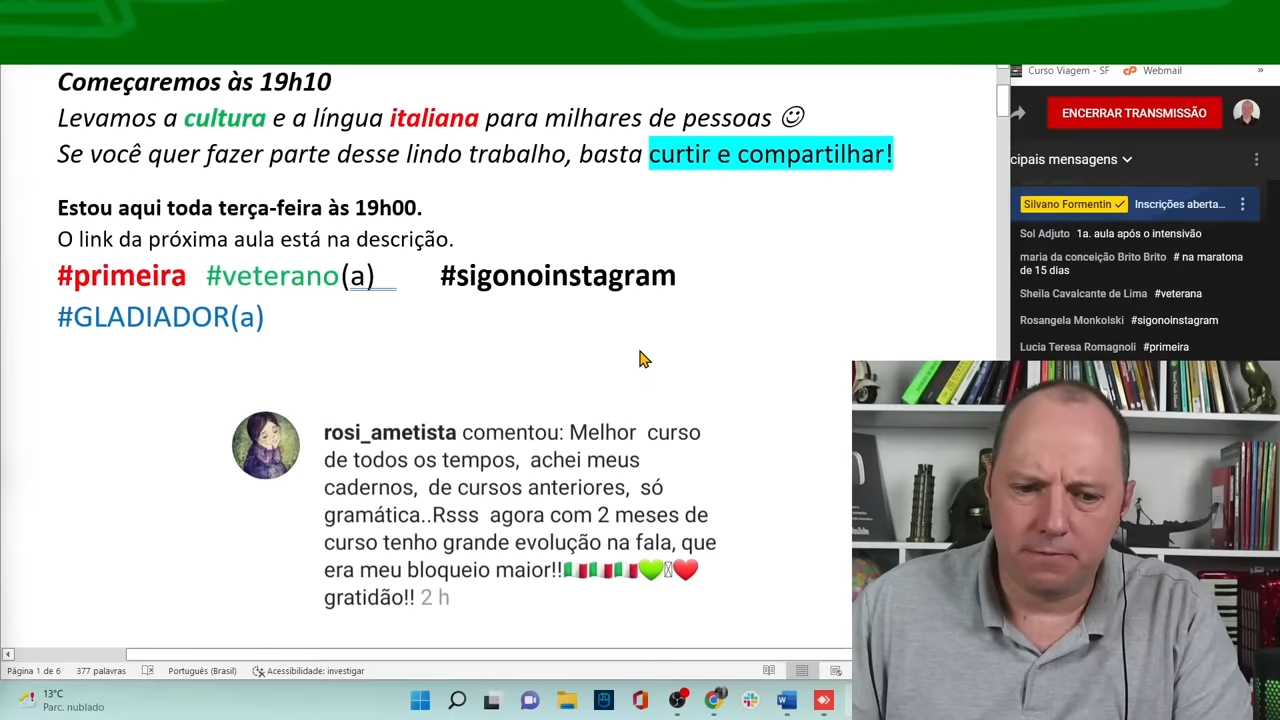 Começaremos às 19h10
Levamos a cultura e a língua italiana para milhares de pessoas ☺
Se você quer fazer parte desse lindo trabalho, basta curtir e compartilhar!
Estou aqui toda terça-feira às 19h00.
O link da próxima aula está na descrição.
#primeira #veterano(a) #sigonoinstagram
#GLADIADOR(a)
rosi_ametista comentou: Melhor curso
de todos os tempos, achei meus
cadernos, de cursos anteriores, só
gramática..Rsss agora com 2 meses de
curso tenho grande evolução na fala, que
era meu bloqueio maior!!🇮🇹🇮🇹🇮🇹💚❤️
gratidão!! 2 h
Curso Viagem - SF Webmail »
ENCERRAR TRANSMISSÃO
cipais mensagens
Silvano Formentin ✓ Inscrições aberta...
Sol Adjuto 1a. aula após o intensivão
maria da conceição Brito Brito # na maratona
de 15 dias
Sheila Cavalcante de Lima #veterana
Rosangela Monkolski #sigonoinstagram
Lucia Teresa Romagnoli #primeira
Página 1 de 6 377 palavras Português (Brasil) Acessibilidade: investigar
13°C
Parc. nublado